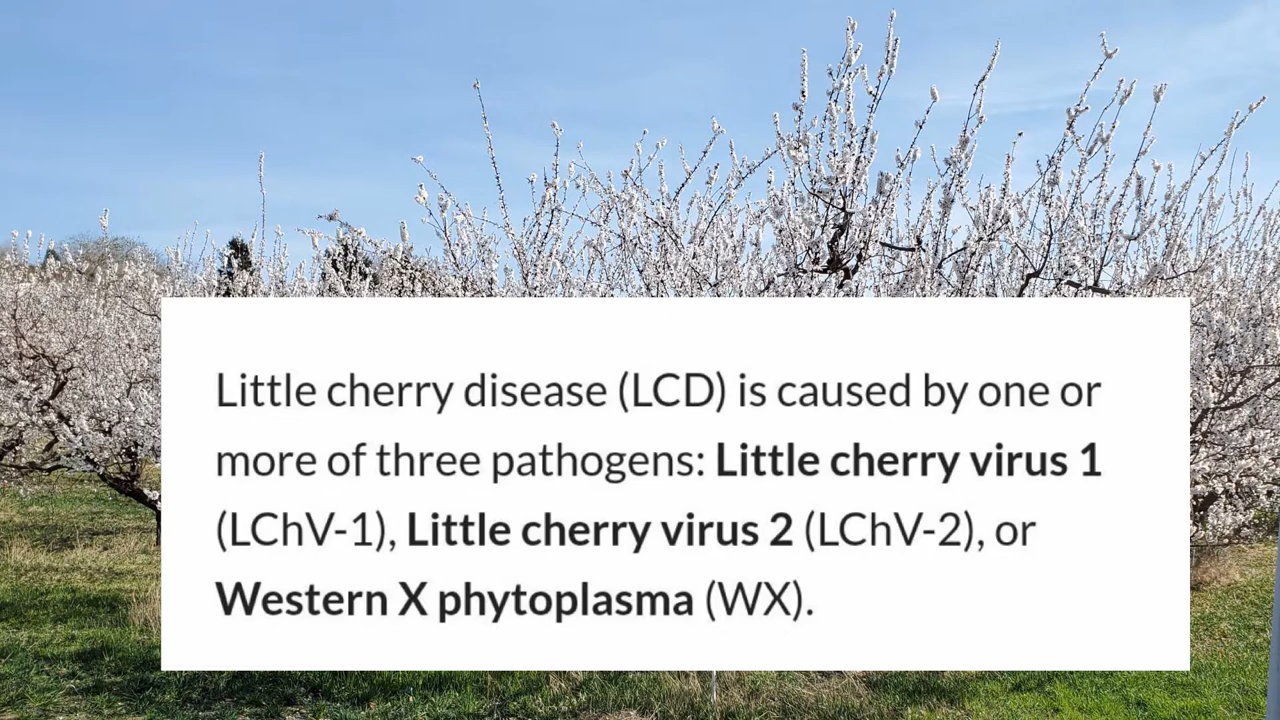 Little cherry disease (LCD) is caused by one or
more of three pathogens: Little cherry virus 1
(LChV-1), Little cherry virus 2 (LChV-2), or
Western X phytoplasma (WX).